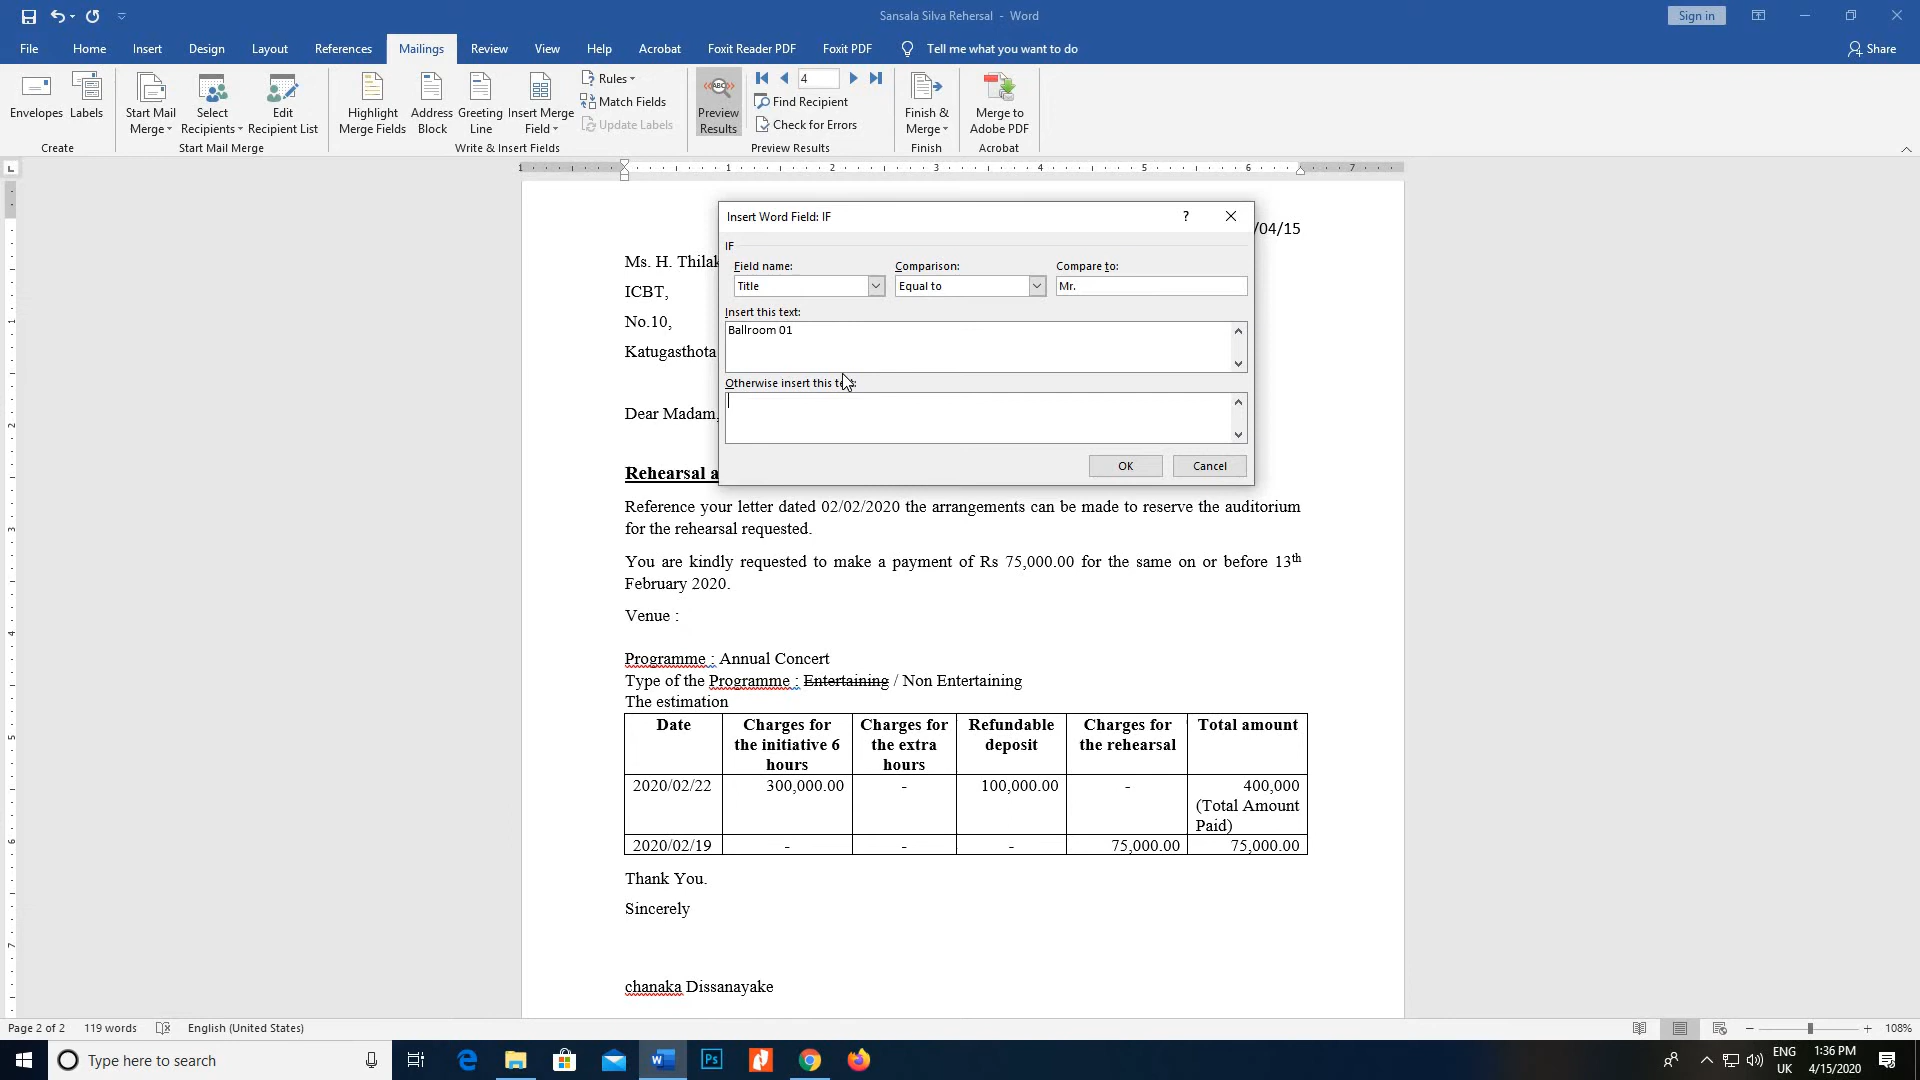 Sansala Silva Rehersal - Word
Sign in
File Home Insert Design Layout References Mailings Review View Help Acrobat Foxit Reader PDF Foxit PDF Tell me what you want to do Share
Envelopes Labels
Start Mail Merge
Select Recipients
Edit Recipient List
Highlight Merge Fields
Address Block
Greeting Line
Insert Merge Field
Rules
Match Fields
Update Labels
ABC
Preview Results
4
Find Recipient
Check for Errors
Finish & Merge
Merge to Adobe PDF
Create Start Mail Merge Write & Insert Fields Preview Results Finish Acrobat
1 1 2 3 4 5 6 7
Insert Word Field: IF ?
IF
Field name: Comparison: Compare to:
Title Equal to Mr.
Insert this text:
Ballroom 01
Otherwise insert this text:
OK Cancel
/04/15
Ms. H. Thilak
ICBT,
No.10,
Katugasthota
Dear Madam,
Rehearsal a
Reference your letter dated 02/02/2020 the arrangements can be made to reserve the auditorium
for the rehearsal requested.
You are kindly requested to make a payment of Rs 75,000.00 for the same on or before 13th
February 2020.
Venue :
Programme : Annual Concert
Type of the Programme : Entertaining / Non Entertaining
The estimation
Date Charges for the initiative 6 hours Charges for the extra hours Refundable deposit Charges for the rehearsal Total amount
2020/02/22 300,000.00 - 100,000.00 - 400,000 (Total Amount Paid)
2020/02/19 - - - 75,000.00 75,000.00
Thank You.
Sincerely
chanaka Dissanayake
Page 2 of 2 119 words English (United States) 108%
Type here to search
Ps
ENG
UK
1:36 PM
4/15/2020